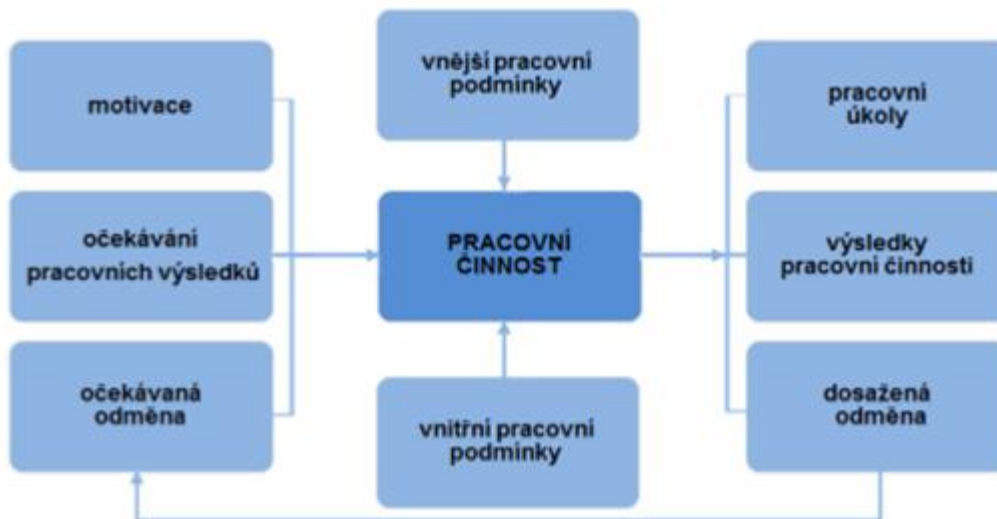 motivace
očekávání
pracovních výsledků
očekávaná
odměna
vnější pracovní
podmínky
PRACOVNÍ
ČINNOST
vnitřní pracovní
podmínky
pracovní
úkoly
výsledky
pracovní činnosti
dosažená
odměna